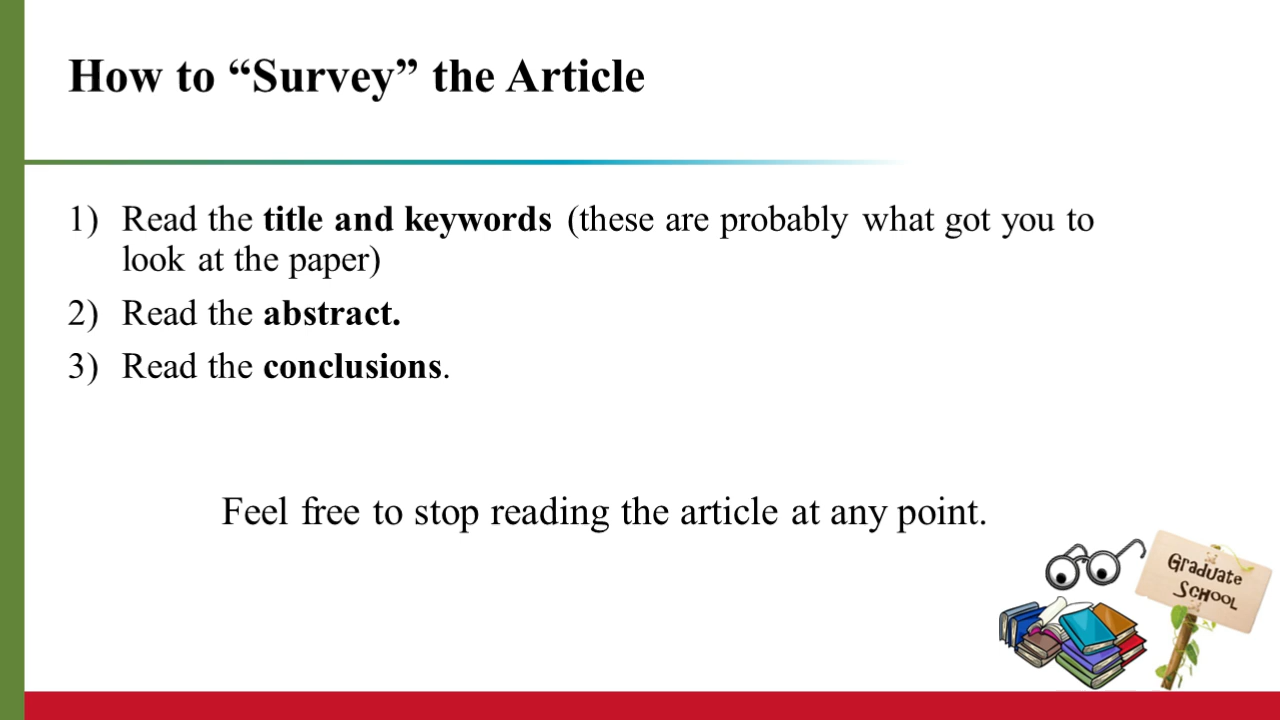 How to “Survey” the Article
1) Read the title and keywords (these are probably what got you to
look at the paper)
2) Read the abstract.
3) Read the conclusions.
Feel free to stop reading the article at any point.
Graduate
SCHOOL